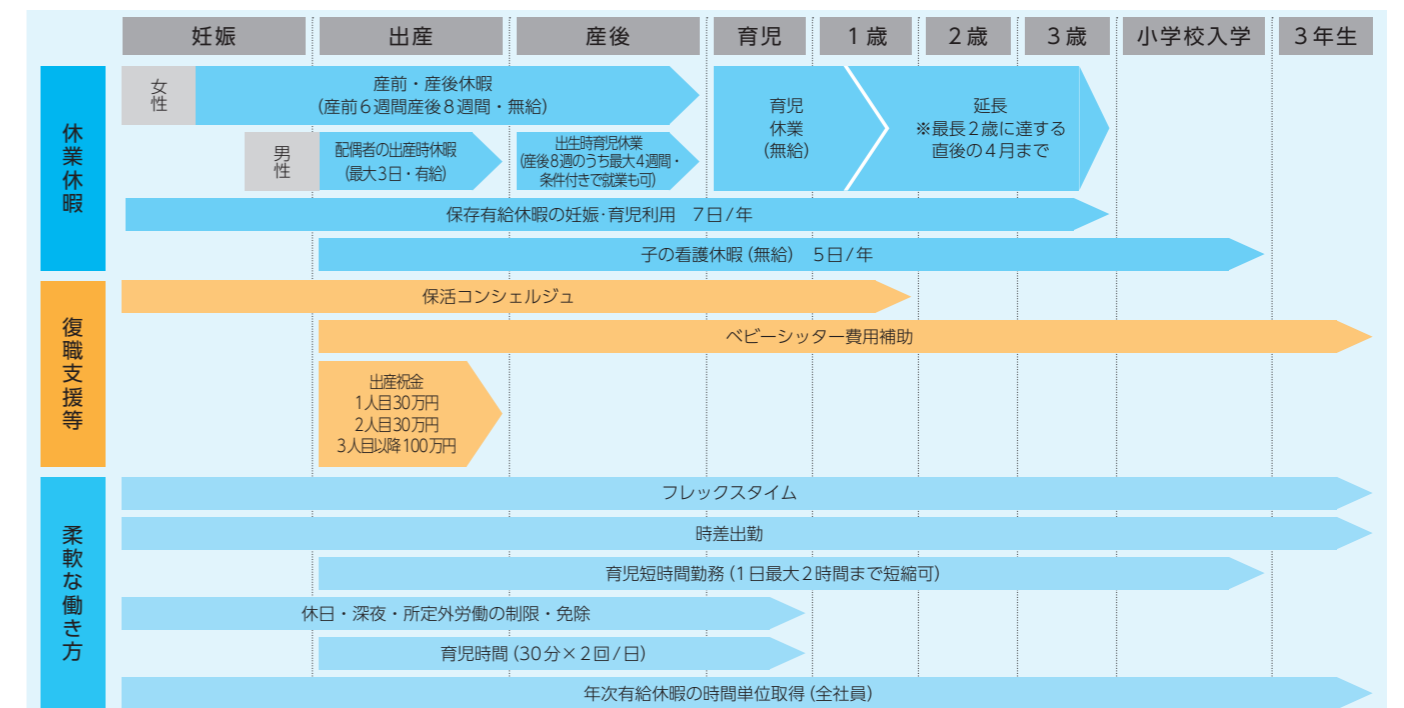 妊娠 出産 産後 育児 1歳 2歳 3歳 小学校入学 3年生
休業休暇
女性
産前・産後休暇
(産前6週間産後8週間・無給)
男性
配偶者の出産時休暇
(最大3日・有給)
出生時育児休業
(産後8週のうち最大4週間・
条件付きで就業も可)
育児
休業
(無給)
延長
※最長2歳に達する
直後の4月まで
保存有給休暇の妊娠・育児利用 7日/年
子の看護休暇(無給) 5日/年
復職支援等
保活コンシェルジュ
ベビーシッター費用補助
出産祝金
1人目30万円
2人目30万円
3人目以降100万円
柔軟な働き方
フレックスタイム
時差出勤
育児短時間勤務(1日最大2時間まで短縮可)
休日・深夜・所定外労働の制限・免除
育児時間(30分×2回/日)
年次有給休暇の時間単位取得(全社員)